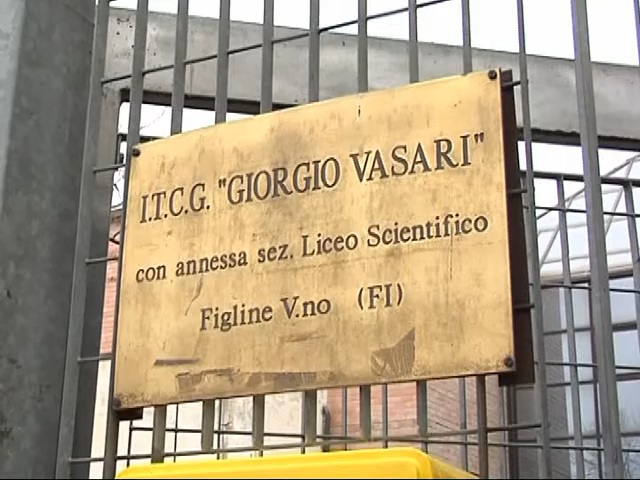 I.T.C.G. "GIORGIO VASARI"
con annessa sez. Liceo Scientifico
Figline V.no (FI)